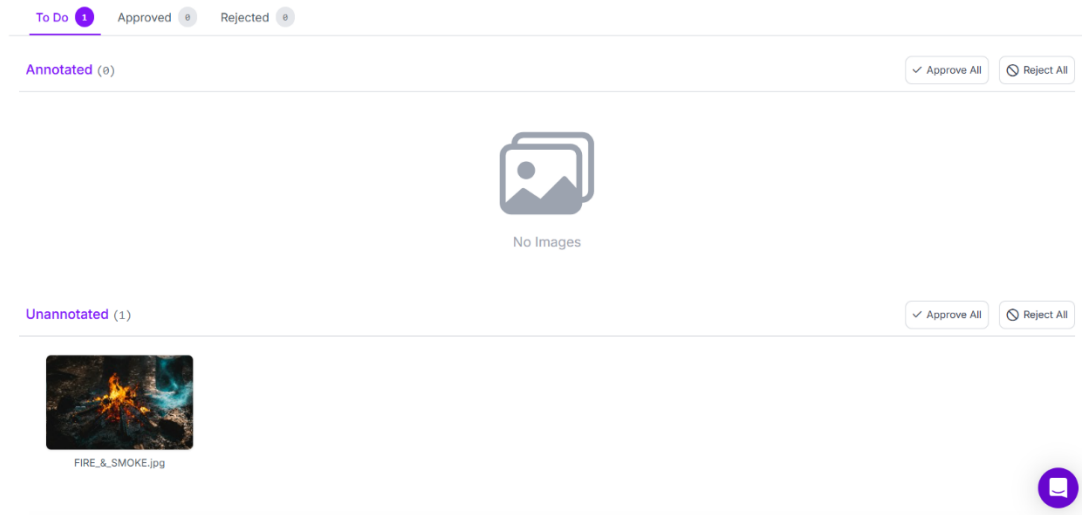 To Do 1 Approved 0 Rejected 0
Annotated (0) Approve All Reject All
No Images
Unannotated (1) Approve All Reject All
FIRE_&_SMOKE.jpg